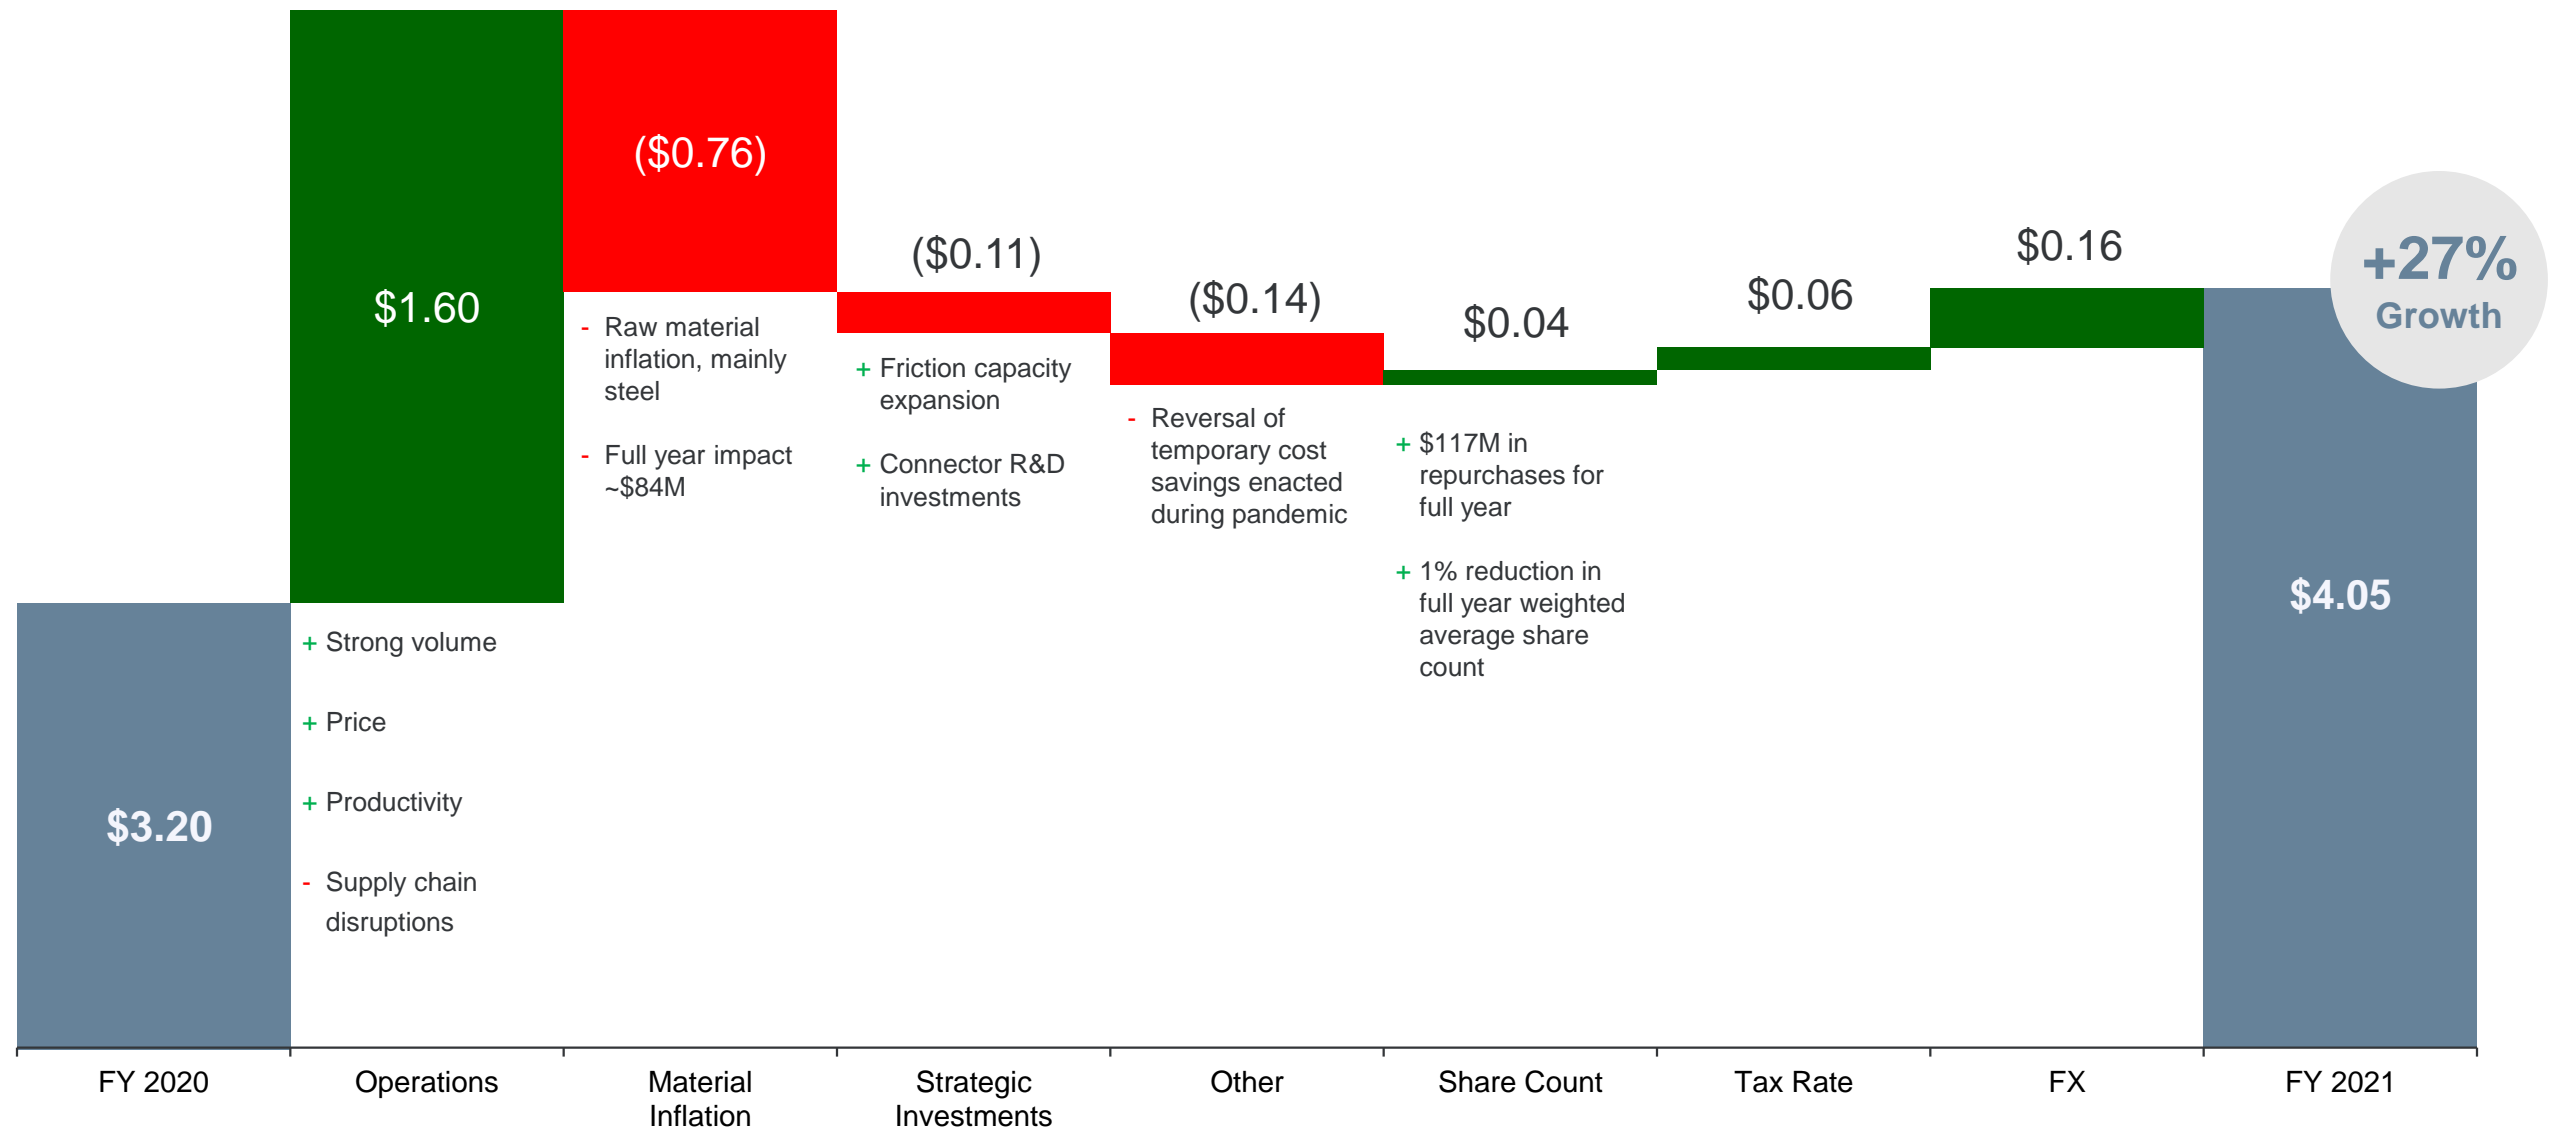 $3.20
$1.60
+ Strong volume
+ Price
+ Productivity
- Supply chain
disruptions
($0.76)
- Raw material
inflation, mainly
steel
- Full year impact
~$84M
($0.11)
+ Friction capacity
expansion
+ Connector R&D
investments
($0.14)
- Reversal of
temporary cost
savings enacted
during pandemic
$0.04
+ $117M in
repurchases for
full year
+ 1% reduction in
full year weighted
average share
count
$0.06
$0.16
+27%
Growth
$4.05
FY 2020
Operations
Material
Inflation
Strategic
Investments
Other
Share Count
Tax Rate
FX
FY 2021